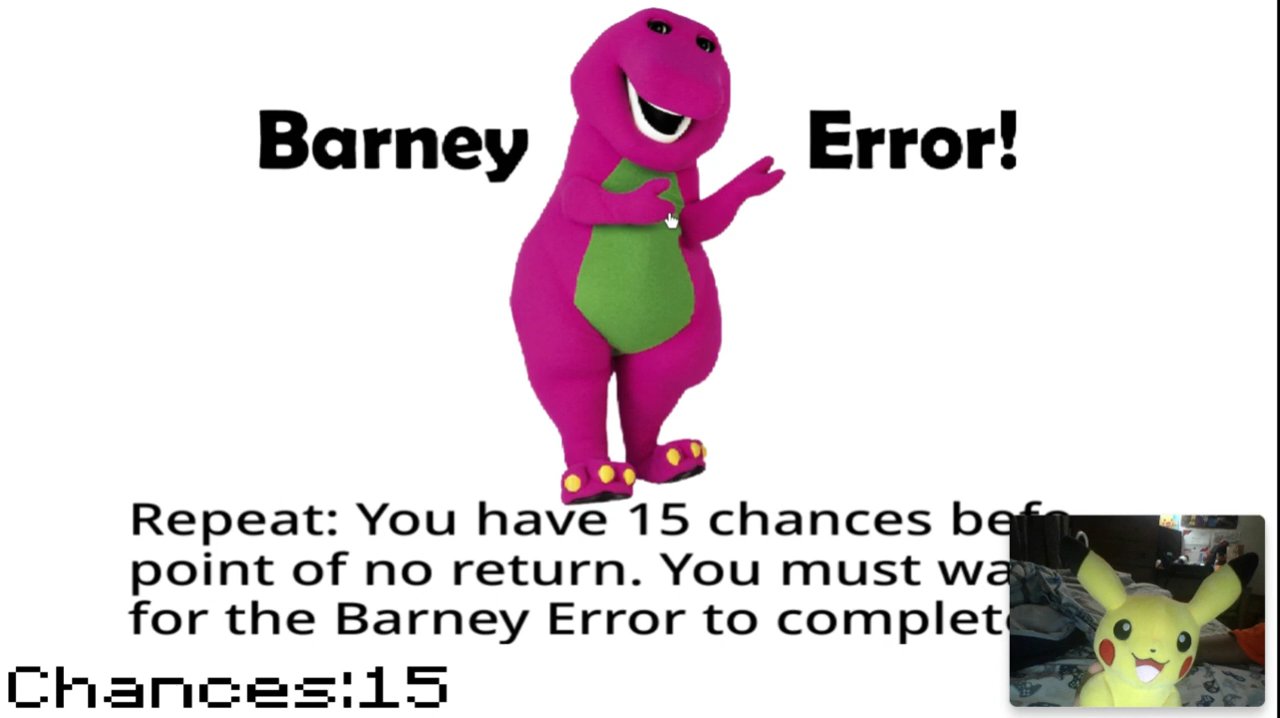 Barney Error!
Repeat: You have 15 chances
point of no return. You must
for the Barney Error to
Chances:15